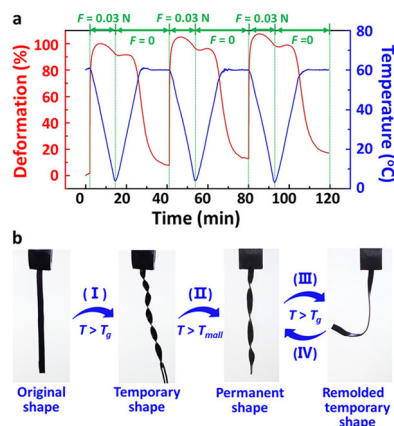 a
F = 0.03 N F = 0.03 N F = 0.03 N
F = 0 F = 0 F =0
Deformation (%)
100
80
60
40
20
0
Temperature (ºC)
80
60
40
20
0
0 20 40 60 80 100 120
Time (min)
b
(I)
T > Tg
(II)
T > Tmall
(III)
T > Tg
(IV)
Original shape
Temporary shape
Permanent shape
Remolded temporary shape